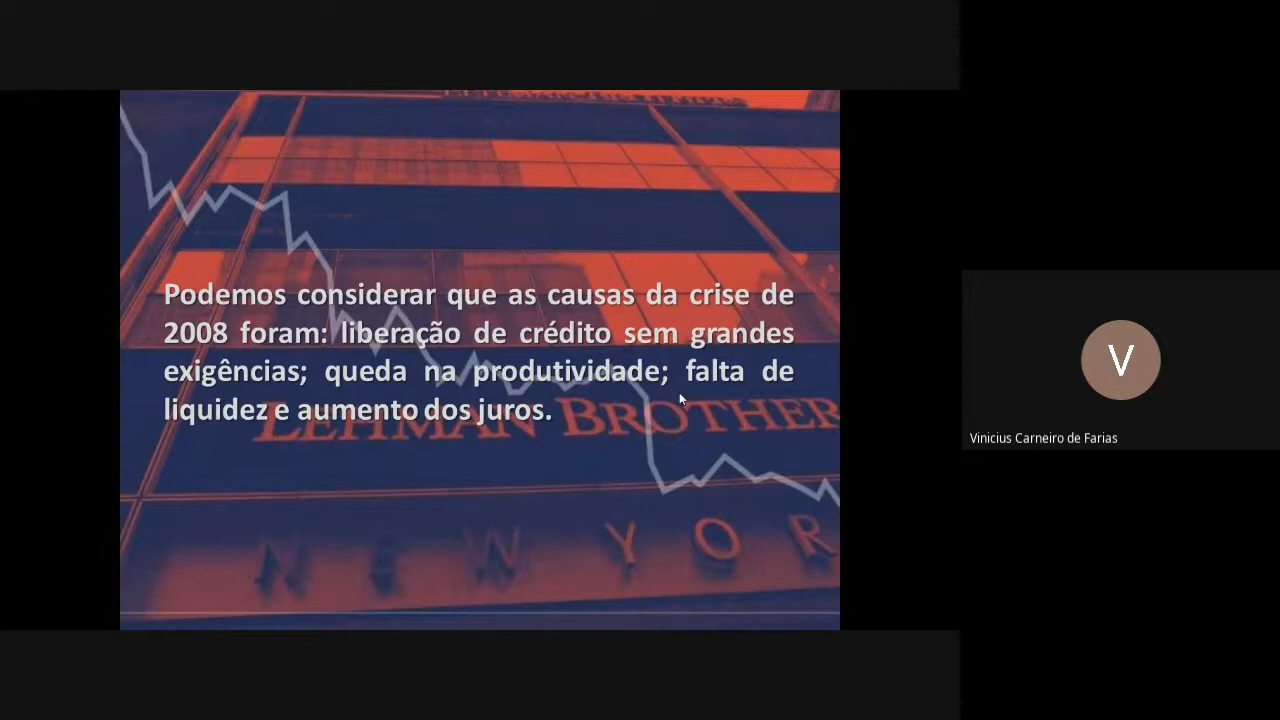 Podemos considerar que as causas da crise de
2008 foram: liberação de crédito sem grandes
exigências; queda na produtividade; falta de
liquidez e aumento dos juros.
LEHMAN BROTHER
NEW YOR
V
Vinicius Carneiro de Farias